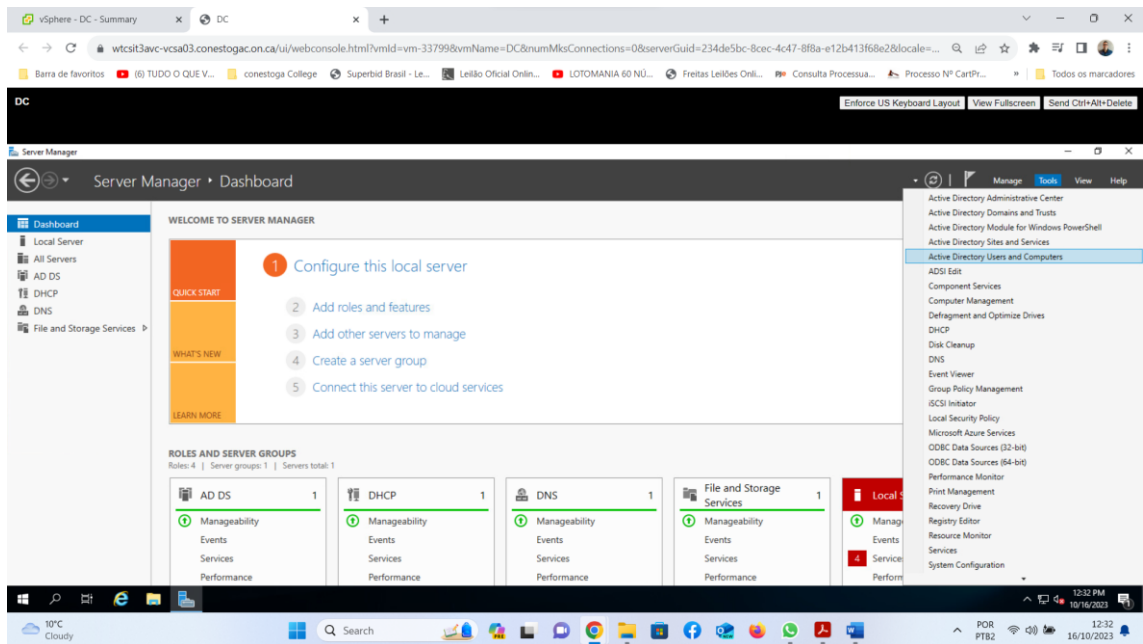 vSphere - DC - Summary
DC
wtcsit3avc-vcsa03.conestogac.on.ca/ui/webconsole.html?vmId=vm-33799&vmName=DC&numMksConnections=0&serverGuid=234de5bc-8cec-4c47-8f8a-e12b413f68e2&locale=...
Barra de favoritos
(6) TUDO O QUE V...
conestoga College
Superbid Brasil - Le...
Leilão Oficial Onlin...
LOTOMANIA 60 NÚ...
Freitas Leilões Onli...
Consulta Processua...
Processo Nº CartPr...
»
Todos os marcadores
DC
Enforce US Keyboard Layout
View Fullscreen
Send Ctrl+Alt+Delete
Server Manager
Server Manager
Dashboard
Manage
Tools
View
Help
Dashboard
Local Server
All Servers
AD DS
DHCP
DNS
File and Storage Services
WELCOME TO SERVER MANAGER
QUICK START
WHAT'S NEW
LEARN MORE
1 Configure this local server
2 Add roles and features
3 Add other servers to manage
4 Create a server group
5 Connect this server to cloud services
ROLES AND SERVER GROUPS
Roles: 4 | Server groups: 1 | Servers total: 1
AD DS 1
Manageability
Events
Services
Performance
DHCP 1
Manageability
Events
Services
Performance
DNS 1
Manageability
Events
Services
Performance
File and Storage
Services 1
Manageability
Events
Services
Performance
Local S
Manag
Events
4 Service
Perform
Active Directory Administrative Center
Active Directory Domains and Trusts
Active Directory Module for Windows PowerShell
Active Directory Sites and Services
Active Directory Users and Computers
ADSI Edit
Component Services
Computer Management
Defragment and Optimize Drives
DHCP
Disk Cleanup
DNS
Event Viewer
Group Policy Management
iSCSI Initiator
Local Security Policy
Microsoft Azure Services
ODBC Data Sources (32-bit)
ODBC Data Sources (64-bit)
Performance Monitor
Print Management
Recovery Drive
Registry Editor
Resource Monitor
Services
System Configuration
12:32 PM
10/16/2023
10°C
Cloudy
Search
POR
PTB2
12:32
16/10/2023